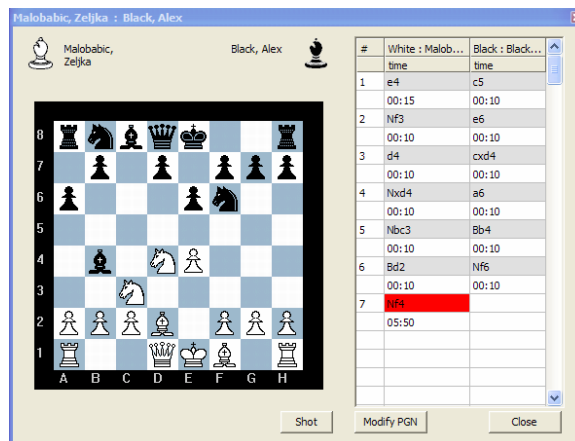 Malobabic, Zeljka : Black, Alex
Malobabic,
Zeljka
Black, Alex
# White : Malob... Black : Black...
time time
1 e4 c5
00:15 00:10
2 Nf3 e6
00:10 00:10
3 d4 cxd4
00:10 00:10
4 Nxd4 a6
00:10 00:10
5 Nbc3 Bb4
00:10 00:10
6 Bd2 Nf6
00:10 00:10
7 Nf4
05:50
8
7
6
5
4
3
2
1
A B C D E F G H
Shot Modify PGN Close